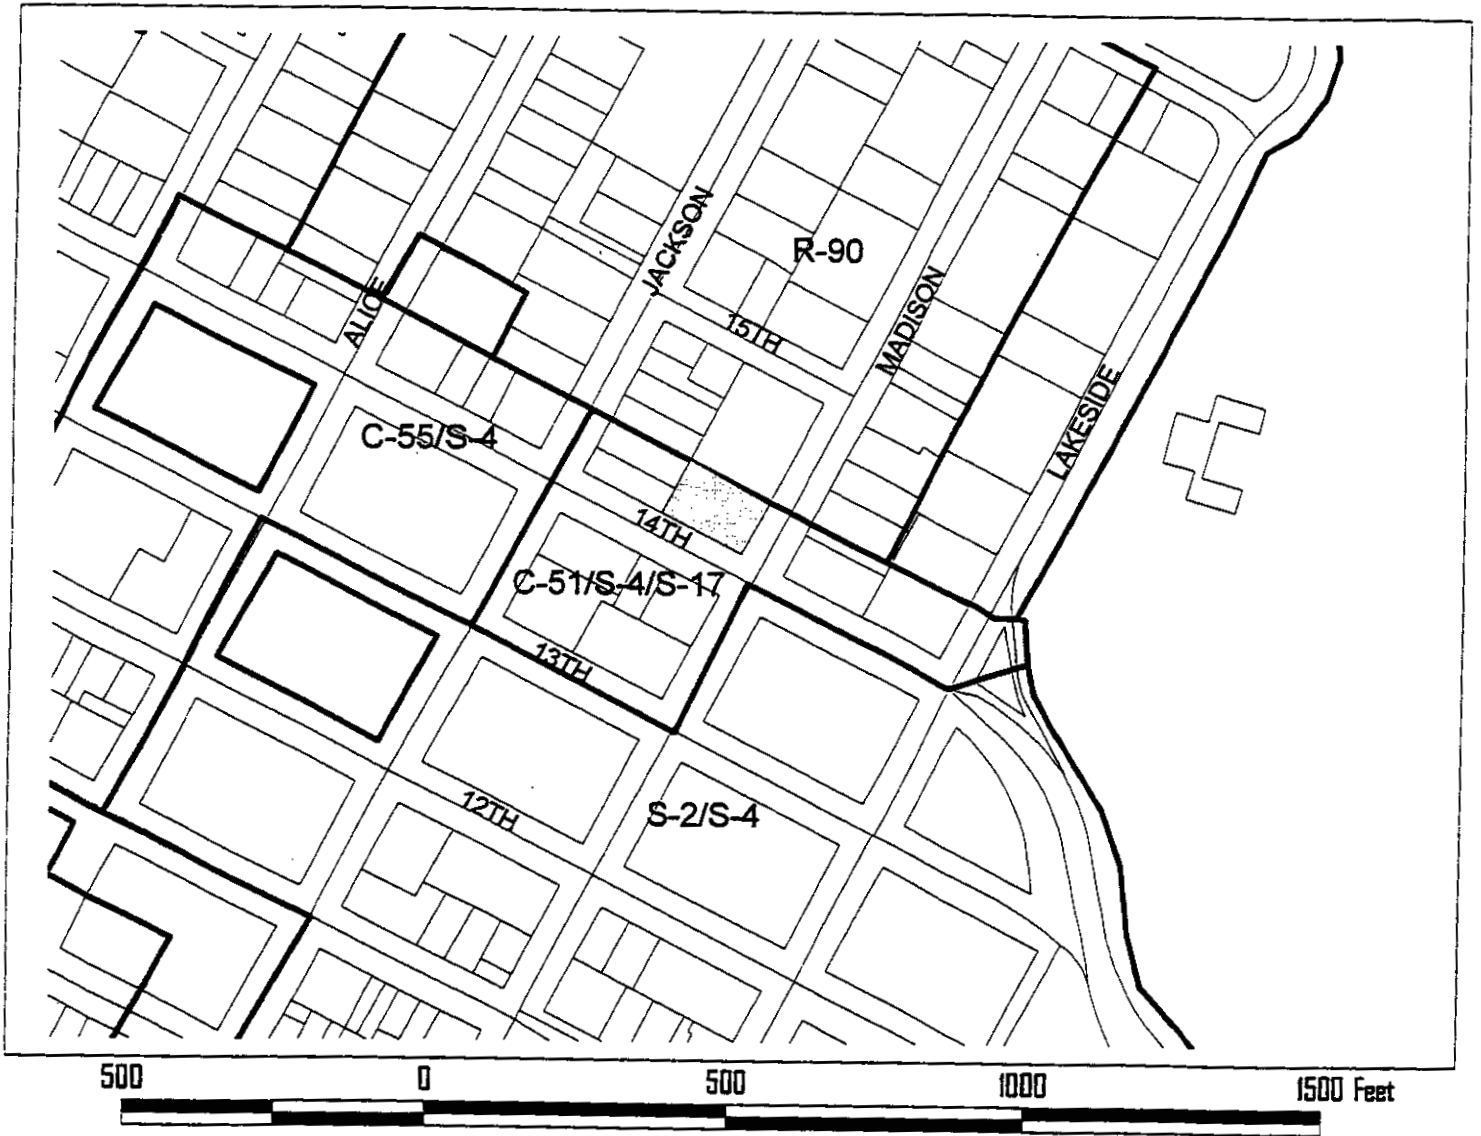 JACKSON
R-90
ALICE
MADISON
15TH
LAKESIDE
C-55/S-4
14TH
C-51/S-4/S-17
13TH
12TH
S-2/S-4
500 0 500 1000 1500 Feet